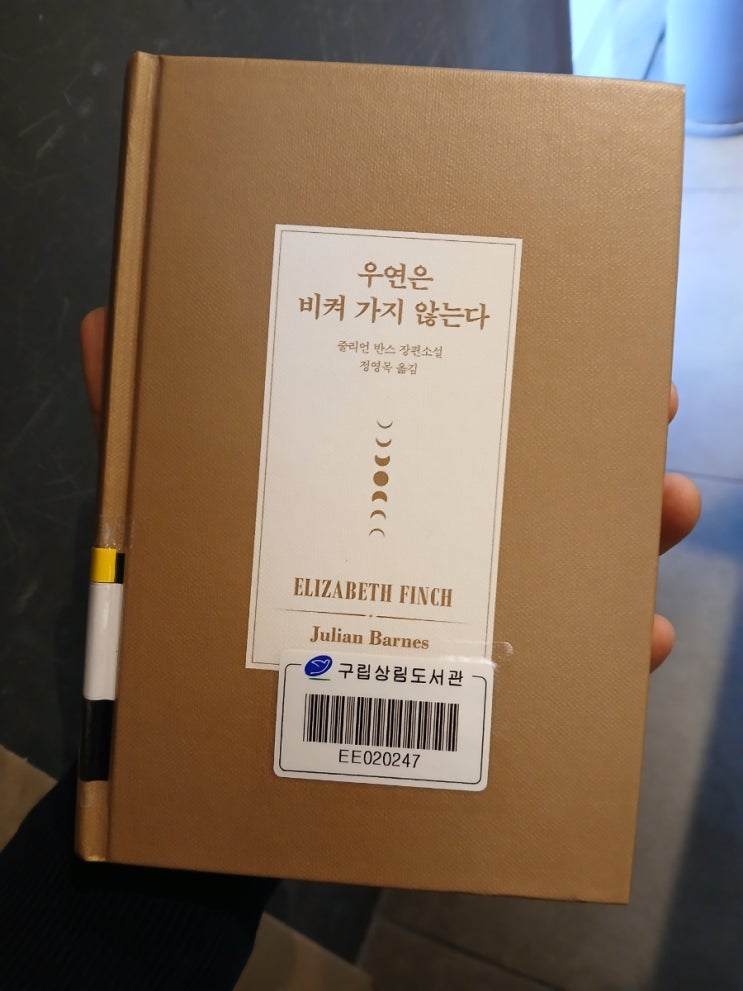 우연은
비켜 가지 않는다
줄리언 반스 장편소설
정영목 옮김
ELIZABETH FINCH
Julian Barnes
구립상림도서관
EE020247